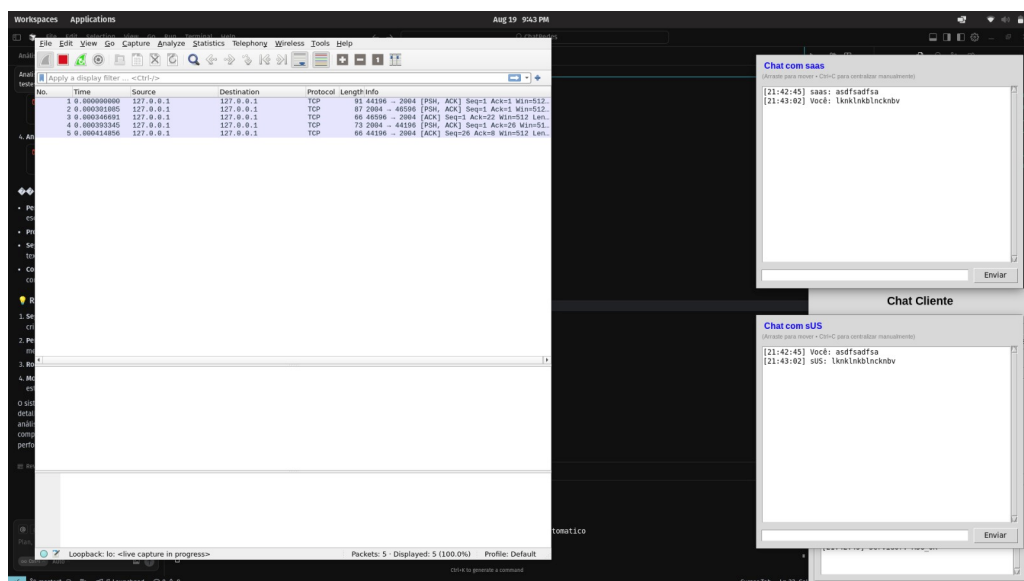 Workspaces Applications Aug 19 9:43 PM
File Edit View Go Capture Analyze Statistics Telephony Wireless Tools Help
Apply a display filter ... <Ctrl-/>
No. Time Source Destination Protocol Length Info
1 0.000000000 127.0.0.1 127.0.0.1 TCP 91 44196 → 2004 [PSH, ACK] Seq=1 Ack=1 Win=512…
2 0.000301085 127.0.0.1 127.0.0.1 TCP 87 2004 → 46596 [PSH, ACK] Seq=1 Ack=1 Win=512…
3 0.000346691 127.0.0.1 127.0.0.1 TCP 66 46596 → 2004 [ACK] Seq=1 Ack=22 Win=512 Len…
4 0.000393345 127.0.0.1 127.0.0.1 TCP 73 2004 → 44196 [PSH, ACK] Seq=1 Ack=26 Win=51…
5 0.000414856 127.0.0.1 127.0.0.1 TCP 66 44196 → 2004 [ACK] Seq=26 Ack=8 Win=512 Len…
Loopback: lo: <live capture in progress> Packets: 5 · Displayed: 5 (100.0%) Profile: Default
Ctrl+K to generate a command
tomatico
Chat com saas
(Arraste para mover • Ctrl+C para centralizar manualmente)
[21:42:45] saas: asdfsadfsa
[21:43:02] Você: lknklnkblncknbv
Enviar
Chat Cliente
Chat com sUS
(Arraste para mover • Ctrl+C para centralizar manualmente)
[21:42:45] Você: asdfsadfsa
[21:43:02] sUS: lknklnkblncknbv
Enviar